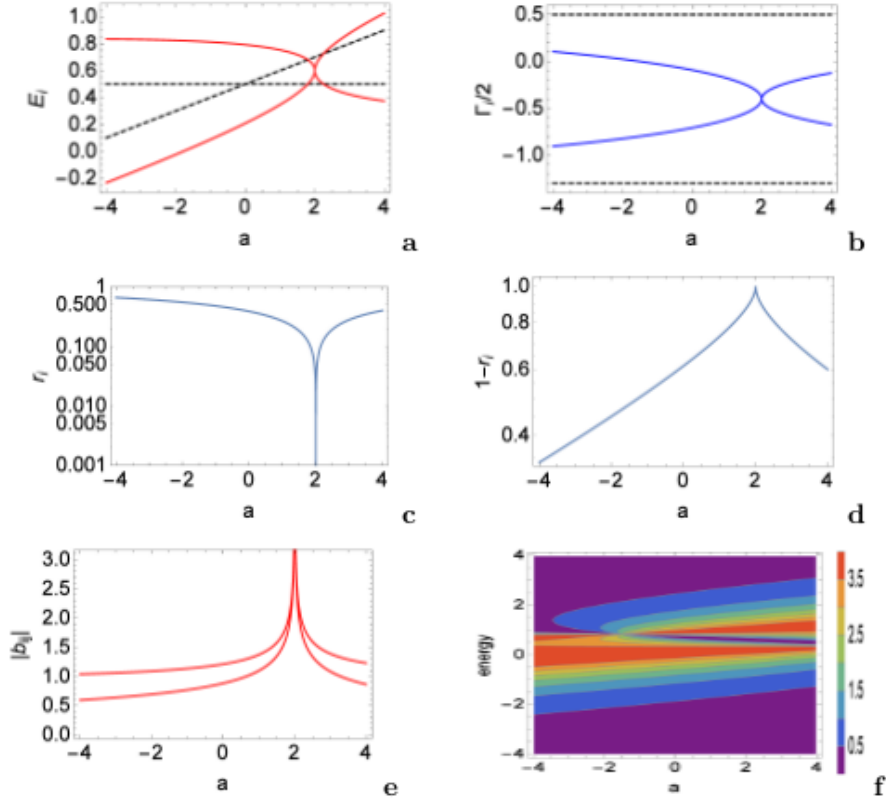 1.0
0.8
0.6
0.4
0.2
0.0
−0.2
E_i
−4 −2 0 2 4
a
a
0.5
0.0
−0.5
−1.0
Γ_i/2
−4 −2 0 2 4
a
b
1
0.500
0.100
0.050
0.010
0.005
0.001
r_i
−4 −2 0 2 4
a
c
1.0
0.8
0.6
0.4
1−r_i
−4 −2 0 2 4
a
d
3.0
2.5
2.0
1.5
1.0
0.5
0.0
|b_ij|
−4 −2 0 2 4
a
e
4
2
0
−2
−4
energy
−4 −2 0 2 4
a
3.5
2.5
1.5
0.5
f